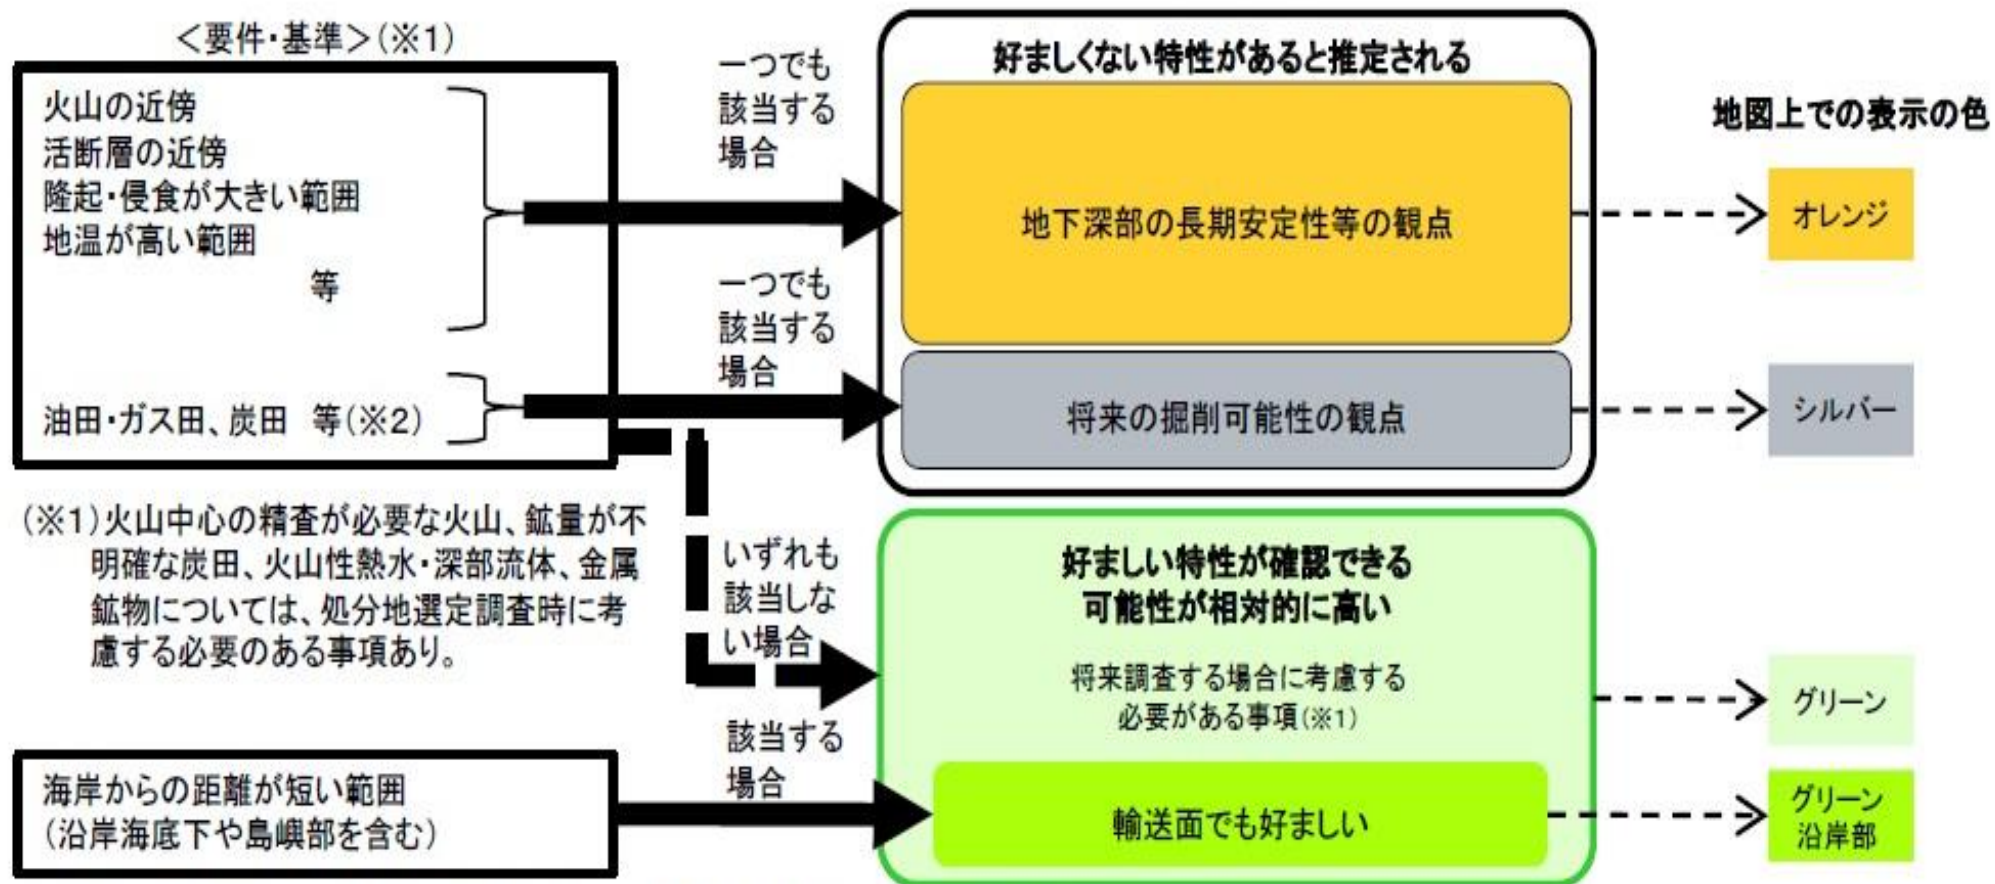 ＜要件・基準＞(※1)
火山の近傍
活断層の近傍
隆起・侵食が大きい範囲
地温が高い範囲
等
油田・ガス田、炭田　等(※2)
(※1)火山中心の精査が必要な火山、鉱量が不
明確な炭田、火山性熱水・深部流体、金属
鉱物については、処分地選定調査時に考
慮する必要のある事項あり。
海岸からの距離が短い範囲
(沿岸海底下や島嶼部を含む)
一つでも
該当する
場合
一つでも
該当する
場合
いずれも
該当しな
い場合
該当する
場合
好ましくない特性があると推定される
地下深部の長期安定性等の観点
将来の掘削可能性の観点
好ましい特性が確認できる
可能性が相対的に高い
将来調査する場合に考慮する
必要がある事項(※1)
輸送面でも好ましい
地図上での表示の色
オレンジ
シルバー
グリーン
グリーン
沿岸部